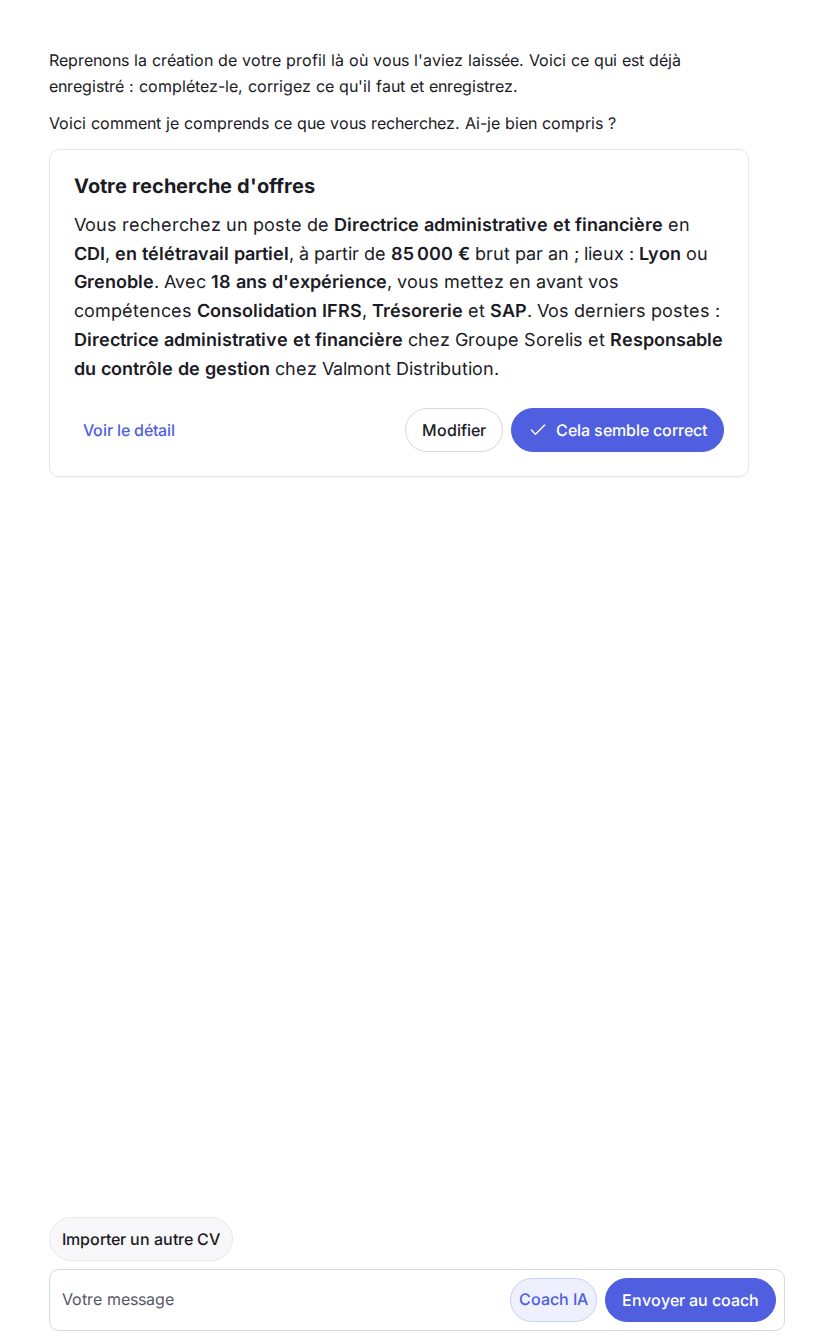 Reprenons la création de votre profil là où vous l'aviez laissée. Voici ce qui est déjà
enregistré : complétez-le, corrigez ce qu'il faut et enregistrez.
Voici comment je comprends ce que vous recherchez. Ai-je bien compris ?
Votre recherche d'offres
Vous recherchez un poste de Directrice administrative et financière en
CDI, en télétravail partiel, à partir de 85 000 € brut par an ; lieux : Lyon ou
Grenoble. Avec 18 ans d'expérience, vous mettez en avant vos
compétences Consolidation IFRS, Trésorerie et SAP. Vos derniers postes :
Directrice administrative et financière chez Groupe Sorelis et Responsable
du contrôle de gestion chez Valmont Distribution.
Voir le détail
Modifier
Cela semble correct
Importer un autre CV
Votre message
Coach IA
Envoyer au coach